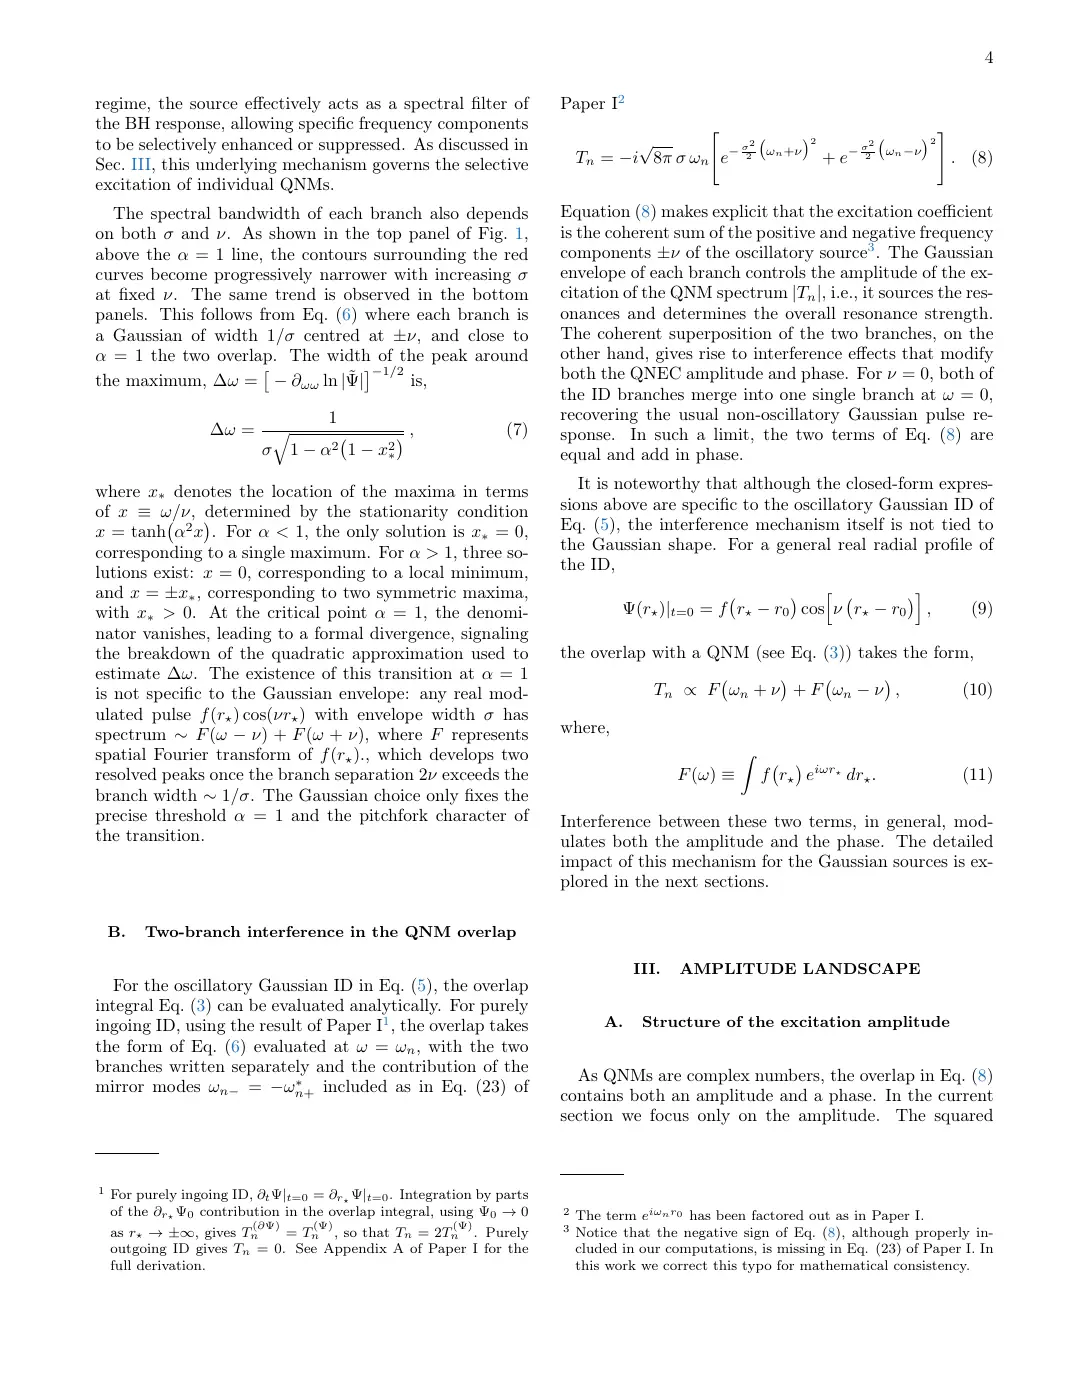 4
regime, the source effectively acts as a spectral filter of
the BH response, allowing specific frequency components
to be selectively enhanced or suppressed. As discussed in
Sec. III, this underlying mechanism governs the selective
excitation of individual QNMs.
The spectral bandwidth of each branch also depends
on both σ and ν. As shown in the top panel of Fig. 1,
above the α = 1 line, the contours surrounding the red
curves become progressively narrower with increasing σ
at fixed ν. The same trend is observed in the bottom
panels. This follows from Eq. (6) where each branch is
a Gaussian of width 1/σ centred at ±ν, and close to
α = 1 the two overlap. The width of the peak around
the maximum, Δω = [ − ∂ωω ln |Ψ̃|]^−1/2 is,
Δω = 1 / (σ√(1 − α²(1 − x∗²))) , (7)
where x∗ denotes the location of the maxima in terms
of x ≡ ω/ν, determined by the stationarity condition
x = tanh(α²x). For α < 1, the only solution is x∗ = 0,
corresponding to a single maximum. For α > 1, three so-
lutions exist: x = 0, corresponding to a local minimum,
and x = ±x∗, corresponding to two symmetric maxima,
with x∗ > 0. At the critical point α = 1, the denomi-
nator vanishes, leading to a formal divergence, signaling
the breakdown of the quadratic approximation used to
estimate Δω. The existence of this transition at α = 1
is not specific to the Gaussian envelope: any real mod-
ulated pulse f(r⋆) cos(νr⋆) with envelope width σ has
spectrum ∼ F(ω − ν) + F(ω + ν), where F represents
spatial Fourier transform of f(r⋆)., which develops two
resolved peaks once the branch separation 2ν exceeds the
branch width ∼ 1/σ. The Gaussian choice only fixes the
precise threshold α = 1 and the pitchfork character of
the transition.
B. Two-branch interference in the QNM overlap
For the oscillatory Gaussian ID in Eq. (5), the overlap
integral Eq. (3) can be evaluated analytically. For purely
ingoing ID, using the result of Paper I¹, the overlap takes
the form of Eq. (6) evaluated at ω = ωn, with the two
branches written separately and the contribution of the
mirror modes ωn− = −ω∗n+ included as in Eq. (23) of
¹ For purely ingoing ID, ∂tΨ|t=0 = ∂r⋆Ψ|t=0. Integration by parts
of the ∂r⋆Ψ0 contribution in the overlap integral, using Ψ0 → 0
as r⋆ → ±∞, gives Tn^(∂Ψ) = Tn^(Ψ), so that Tn = 2Tn^(Ψ). Purely
outgoing ID gives Tn = 0. See Appendix A of Paper I for the
full derivation.
Paper I²
Tn = −i√8π σ ωn [e^−σ²/2 (ωn+ν)² + e^−σ²/2 (ωn−ν)²] . (8)
Equation (8) makes explicit that the excitation coefficient
is the coherent sum of the positive and negative frequency
components ±ν of the oscillatory source³. The Gaussian
envelope of each branch controls the amplitude of the ex-
citation of the QNM spectrum |Tn|, i.e., it sources the res-
onances and determines the overall resonance strength.
The coherent superposition of the two branches, on the
other hand, gives rise to interference effects that modify
both the QNEC amplitude and phase. For ν = 0, both of
the ID branches merge into one single branch at ω = 0,
recovering the usual non-oscillatory Gaussian pulse re-
sponse. In such a limit, the two terms of Eq. (8) are
equal and add in phase.
It is noteworthy that although the closed-form expres-
sions above are specific to the oscillatory Gaussian ID of
Eq. (5), the interference mechanism itself is not tied to
the Gaussian shape. For a general real radial profile of
the ID,
Ψ(r⋆)|t=0 = f(r⋆ − r0) cos[ν (r⋆ − r0)] , (9)
the overlap with a QNM (see Eq. (3)) takes the form,
Tn ∝ F(ωn + ν) + F(ωn − ν) , (10)
where,
F(ω) ≡ ∫ f(r⋆) e^iωr⋆ dr⋆. (11)
Interference between these two terms, in general, mod-
ulates both the amplitude and the phase. The detailed
impact of this mechanism for the Gaussian sources is ex-
plored in the next sections.
III. AMPLITUDE LANDSCAPE
A. Structure of the excitation amplitude
As QNMs are complex numbers, the overlap in Eq. (8)
contains both an amplitude and a phase. In the current
section we focus only on the amplitude. The squared
² The term e^iωnr0 has been factored out as in Paper I.
³ Notice that the negative sign of Eq. (8), although properly in-
cluded in our computations, is missing in Eq. (23) of Paper I. In
this work we correct this typo for mathematical consistency.